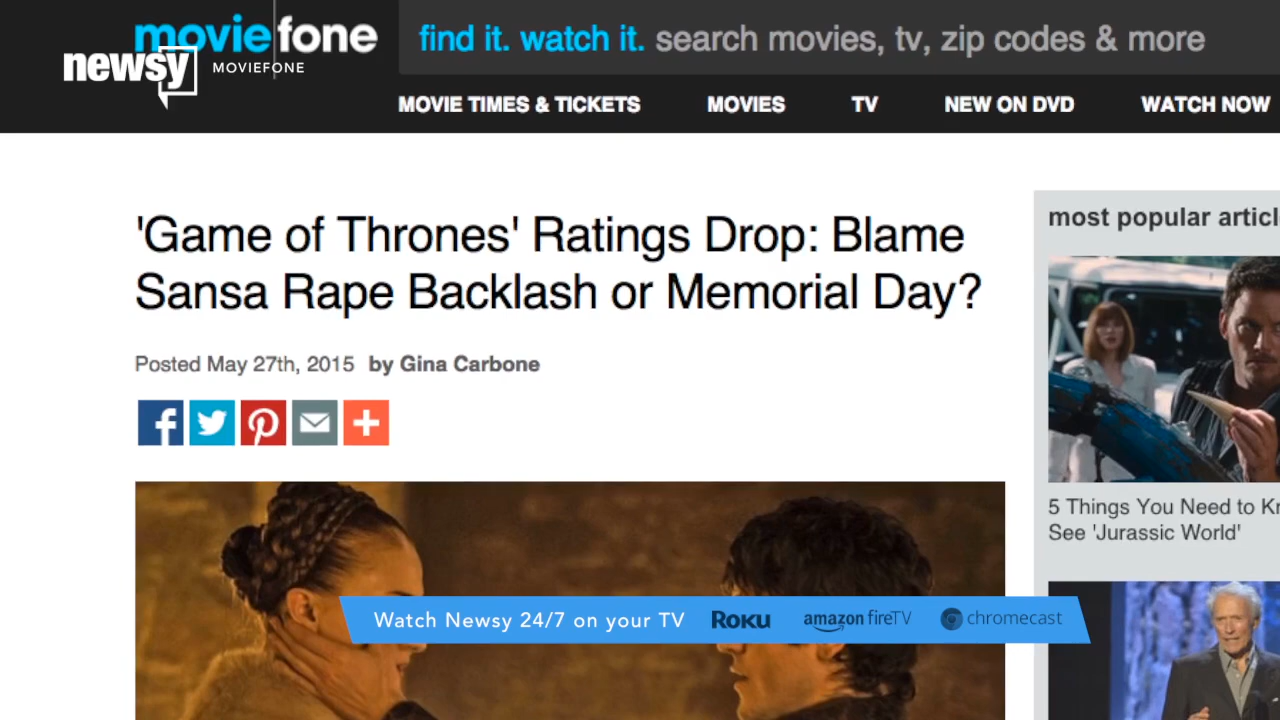 moviefone
newsy
MOVIEFONE
find it. watch it. search movies, tv, zip codes & more
MOVIE TIMES & TICKETS MOVIES TV NEW ON DVD WATCH NOW
'Game of Thrones' Ratings Drop: Blame
Sansa Rape Backlash or Memorial Day?
Posted May 27th, 2015 by Gina Carbone
most popular articl
5 Things You Need to Kn
See 'Jurassic World'
Watch Newsy 24/7 on your TV ROKU amazon fireTV chromecast